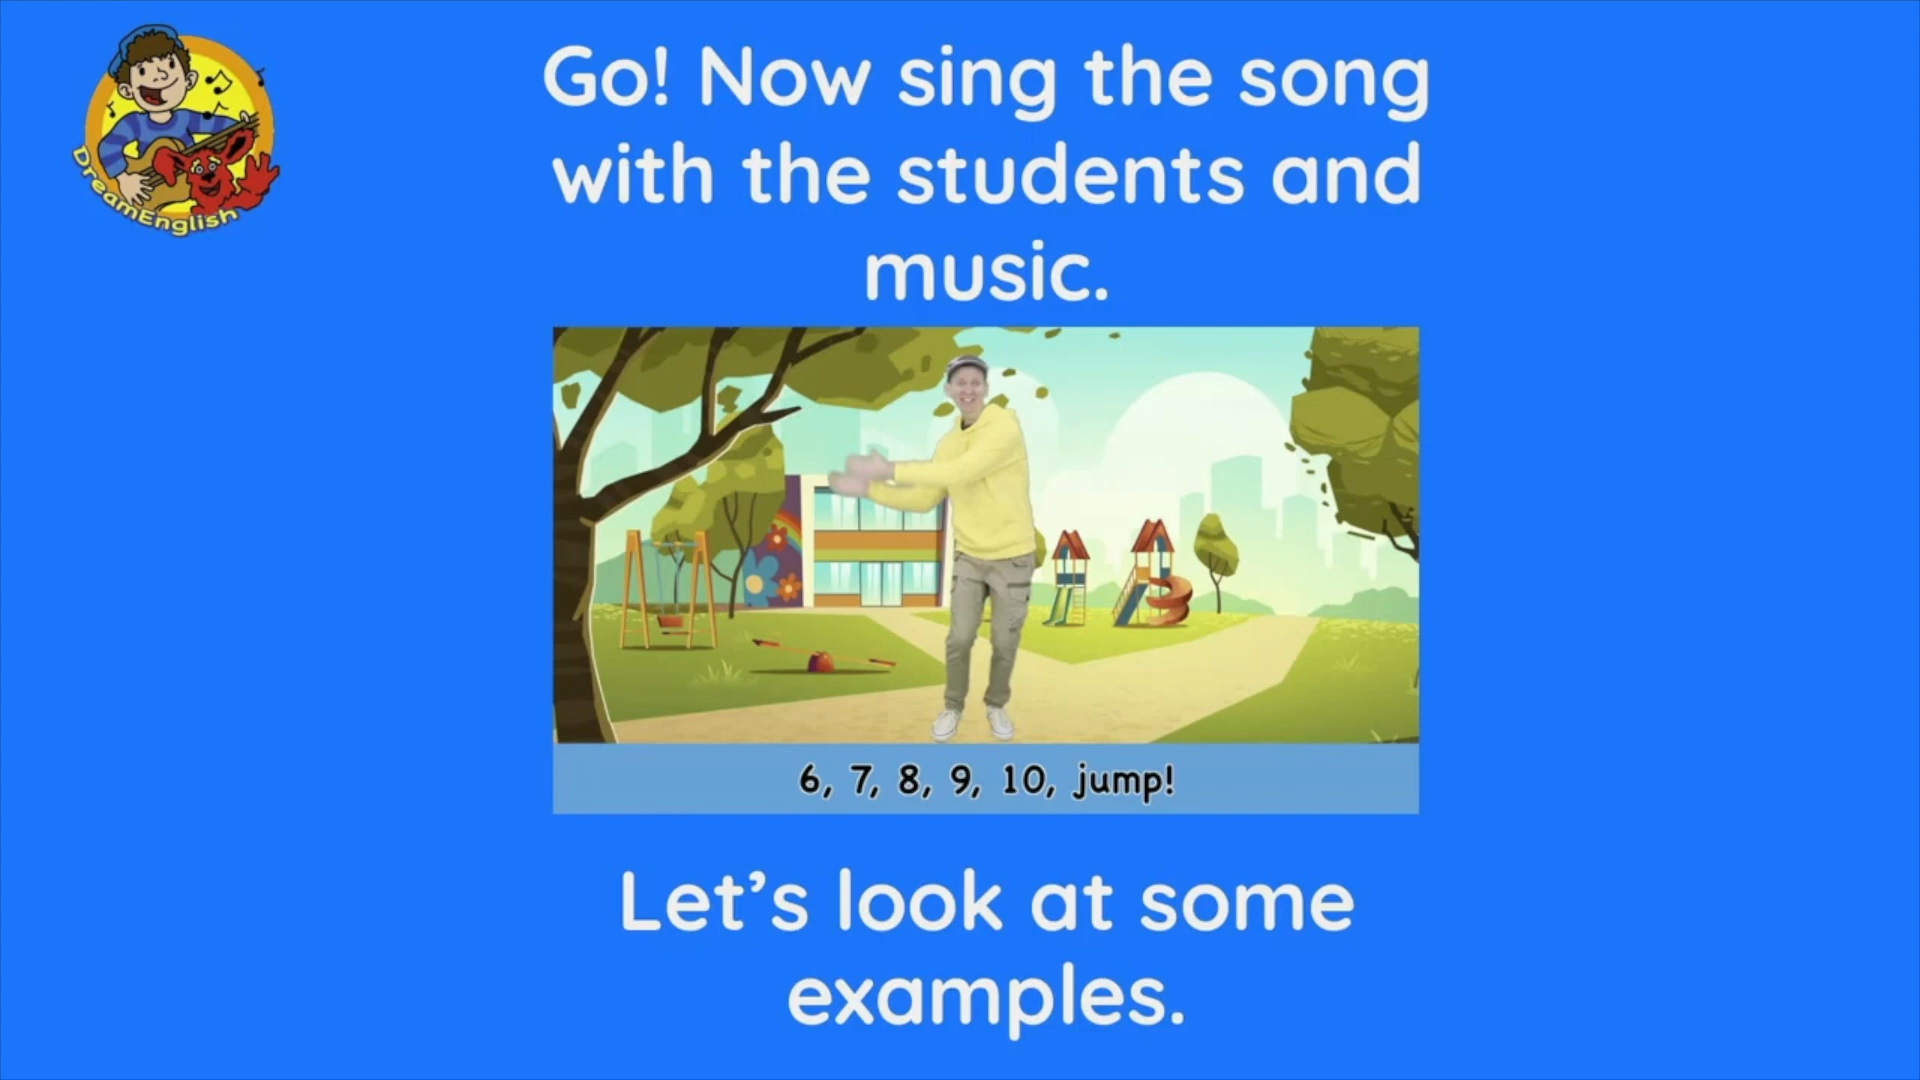 DreamEnglish
Go! Now sing the song
with the students and
music.
6, 7, 8, 9, 10, jump!
Let’s look at some
examples.